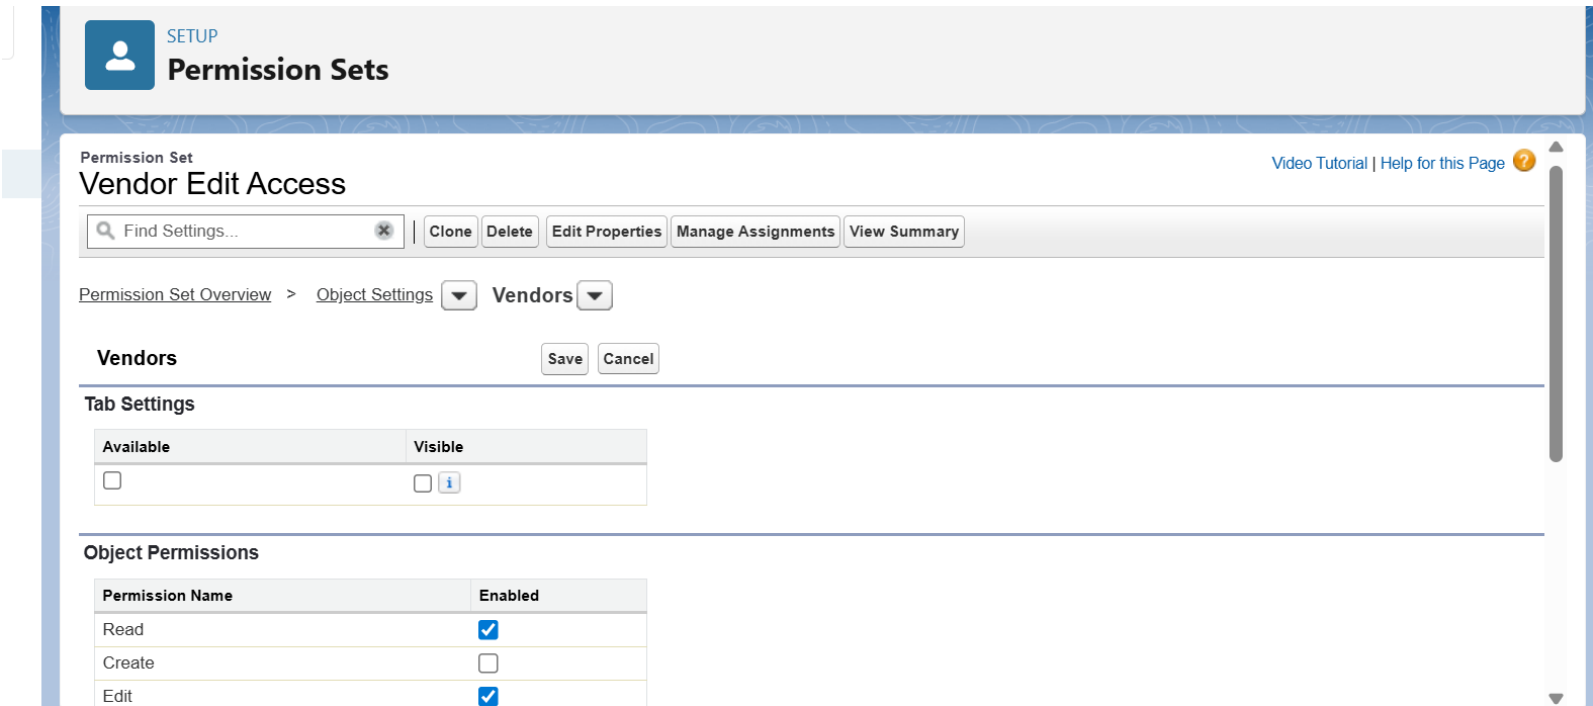 SETUP
Permission Sets
Permission Set
Vendor Edit Access
Video Tutorial | Help for this Page ?
Find Settings... | Clone Delete Edit Properties Manage Assignments View Summary
Permission Set Overview > Object Settings Vendors
Vendors Save Cancel
Tab Settings
Available Visible
i
Object Permissions
Permission Name Enabled
Read
Create
Edit